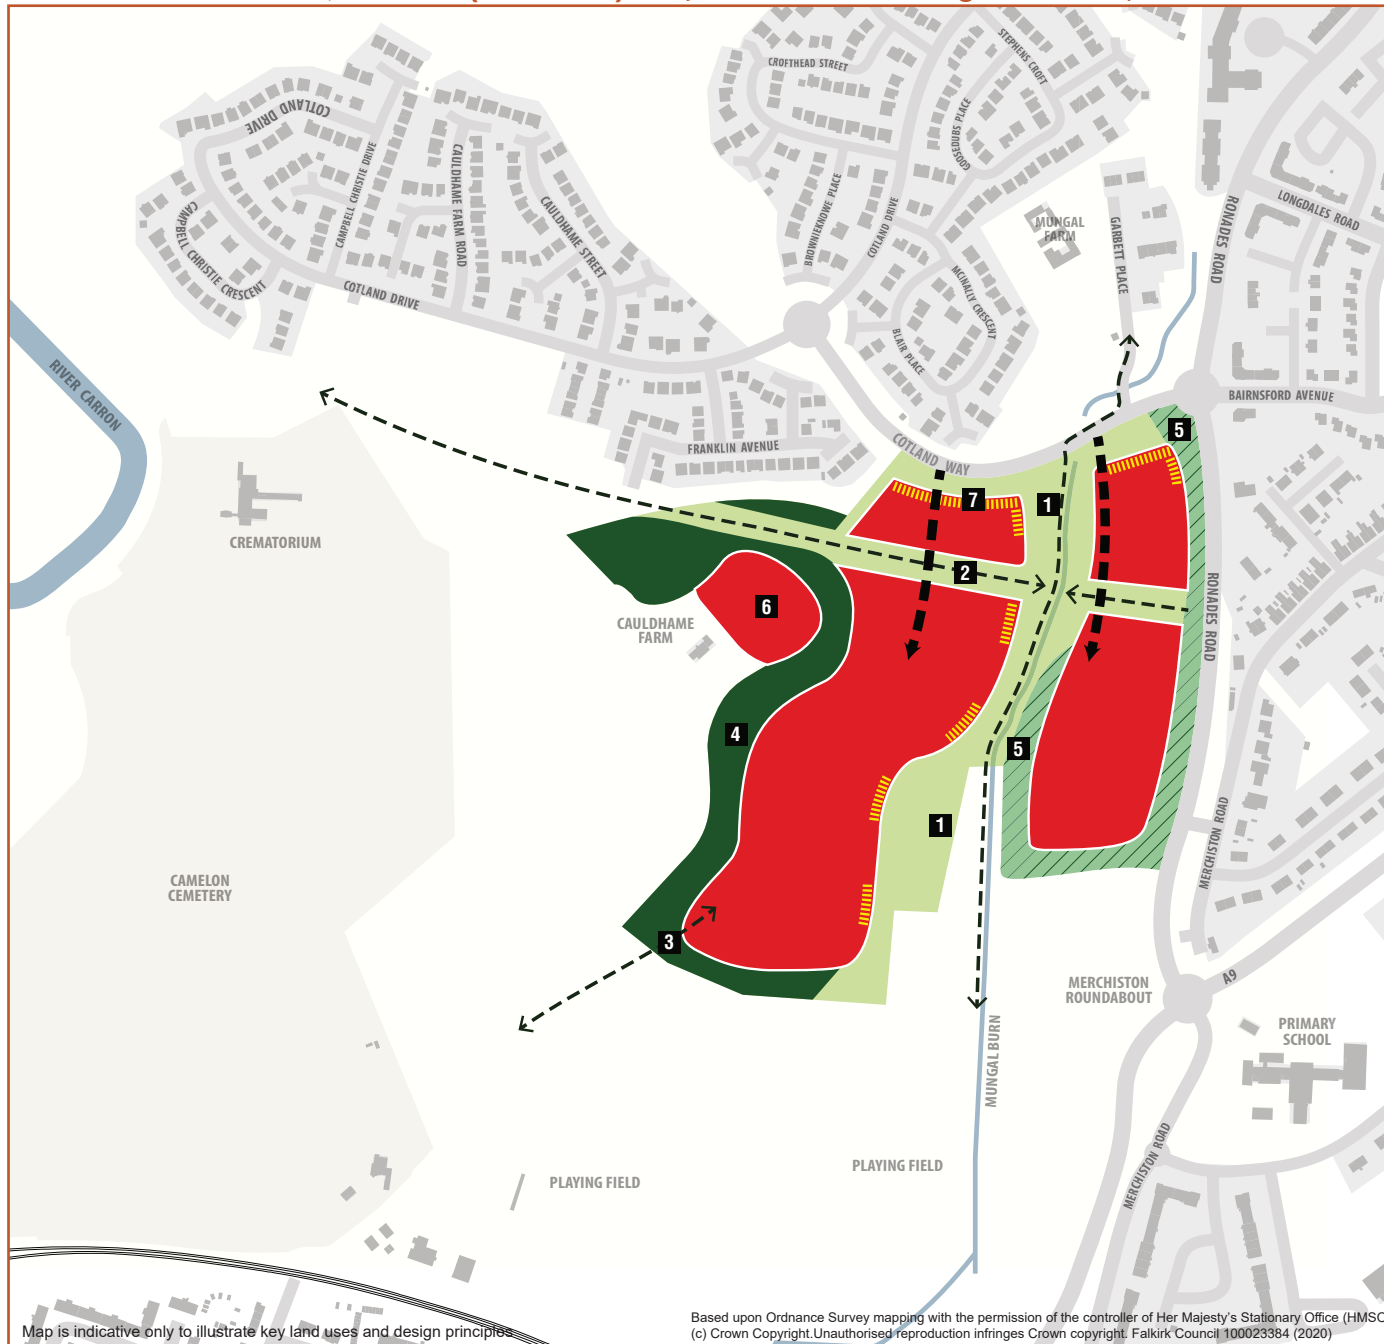 CROFTHEAD STREET
STEPHENS CROFT
COTLAND DRIVE
GOOSEDUBS PLACE
CAMPBELL CHRISTIE DRIVE
CAULDHAME FARM ROAD
BROWNIEKNOWE PLACE
COTLAND DRIVE
LONGDALES ROAD
CAMPBELL CHRISTIE CRESCENT
CAULDHAME STREET
MUNGAL
FARM
GARBETT PLACE
RONADES ROAD
COTLAND DRIVE
MCINALLY CRESCENT
BLAIR PLACE
RIVER CARRON
BAIRNSFORD AVENUE
FRANKLIN AVENUE
COTLAND WAY
5
7
1
CREMATORIUM
2
6
CAULDHAME
FARM
RONADES ROAD
4
5
1
MERCHISTON ROAD
CAMELON
CEMETERY
3
MERCHISTON
ROUNDABOUT
A9
PRIMARY
SCHOOL
MUNGAL BURN
MERCHISTON ROAD
PLAYING FIELD
PLAYING FIELD
Map is indicative only to illustrate key land uses and design principles
Based upon Ordnance Survey mapping with the permission of the controller of Her Majesty's Stationary Office (HMSO
(c) Crown Copyright.Unauthorised reproduction infringes Crown copyright. Falkirk Council 100023384 (2020)